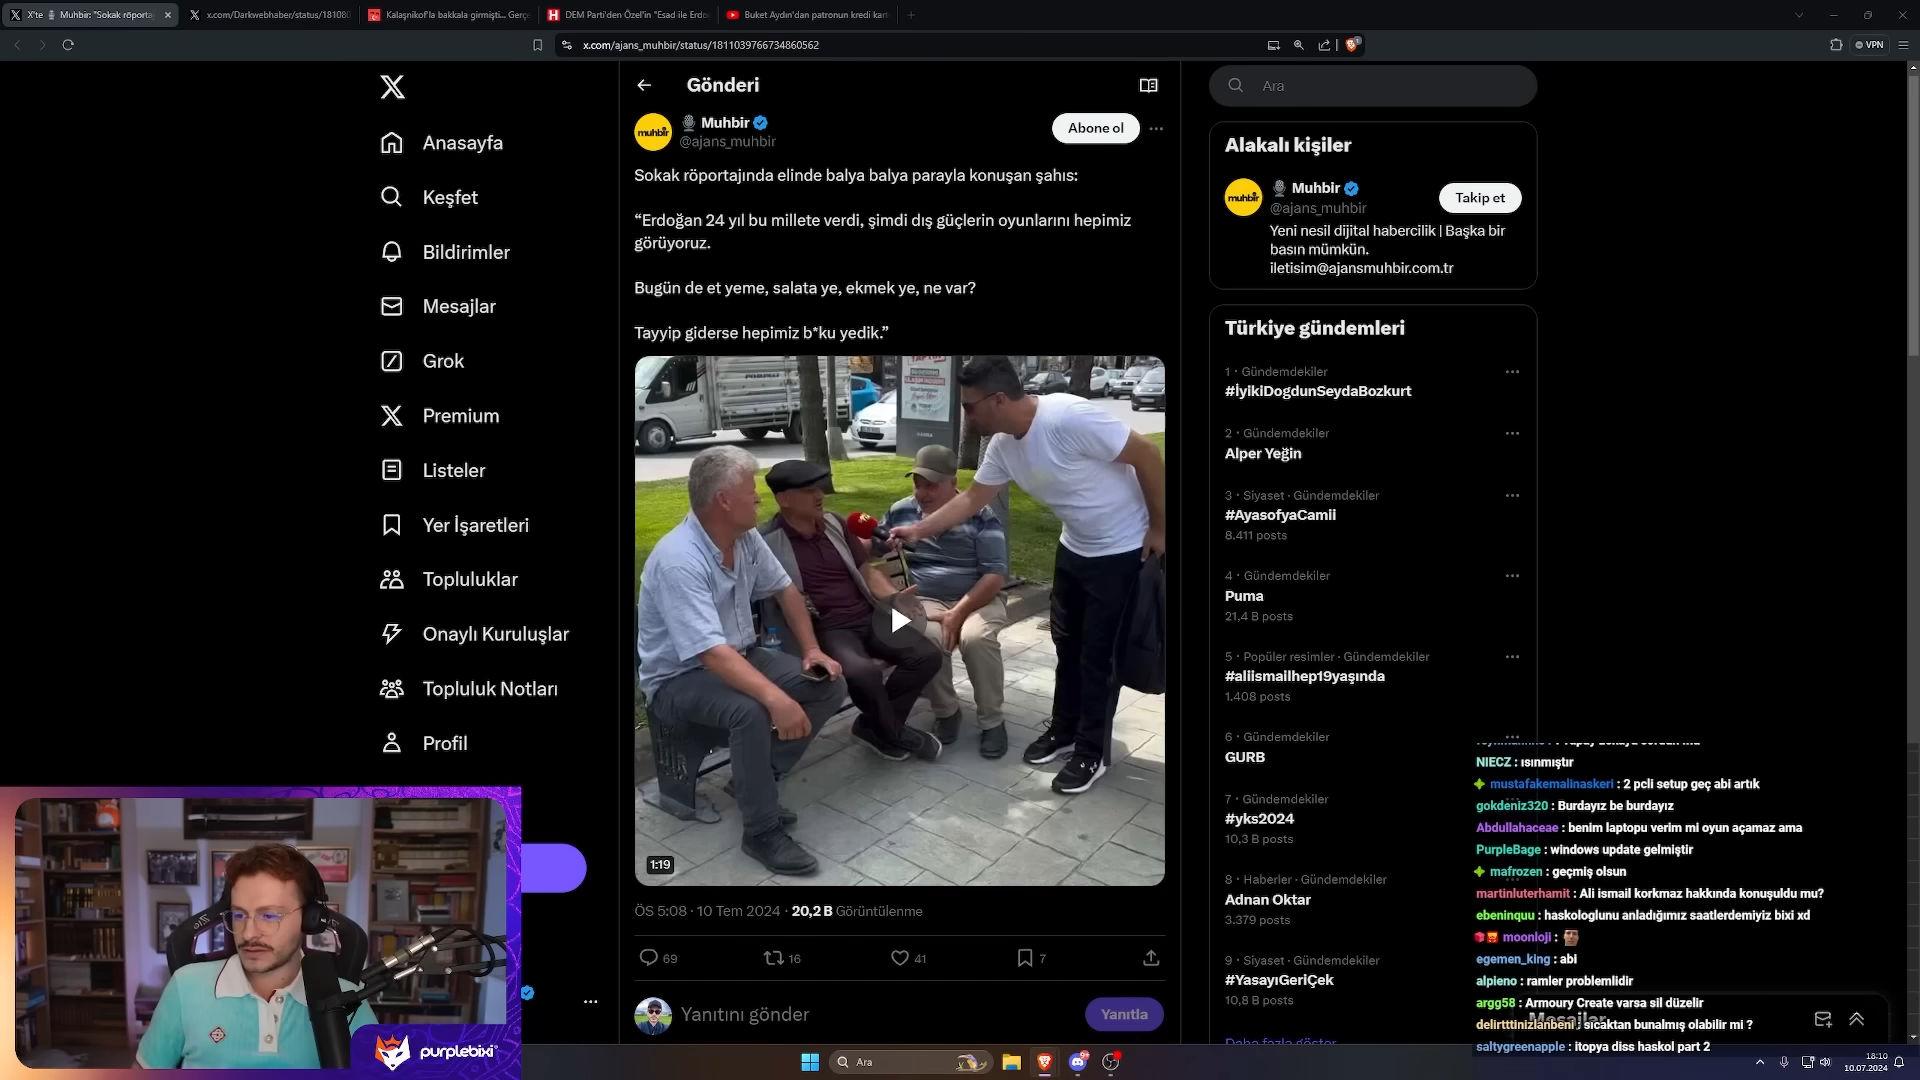 X'te Muhbir: "Sokak röporta
x.com/Darkwebhaber/status/18108
Kalaşnikof'la bakkala girmişti... Gerçe
DEM Parti'den Özel'in "Esad ile Erdo
Buket Aydın'dan patronun kredi kart
x.com/ajans_muhbir/status/1811039766734860562
VPN
Anasayfa
Keşfet
Bildirimler
Mesajlar
Grok
Premium
Listeler
Yer İşaretleri
Topluluklar
Onaylı Kuruluşlar
Topluluk Notları
Profil
Gönderi
muhbir
Muhbir
@ajans_muhbir
Abone ol
Sokak röportajında elinde balya balya parayla konuşan şahıs:
“Erdoğan 24 yıl bu millete verdi, şimdi dış güçlerin oyunlarını hepimiz
görüyoruz.
Bugün de et yeme, salata ye, ekmek ye, ne var?
Tayyip giderse hepimiz b*ku yedik.”
1:19
ÖS 5:08 · 10 Tem 2024 · 20,2 B Görüntülenme
69
16
41
7
Yanıtını gönder
Yanıtla
Ara
Alakalı kişiler
muhbir
Muhbir
@ajans_muhbir
Takip et
Yeni nesil dijital habercilik | Başka bir
basın mümkün.
iletisim@ajansmuhbir.com.tr
Türkiye gündemleri
1 · Gündemdekiler
#İyikiDogdunSeydaBozkurt
2 · Gündemdekiler
Alper Yeğin
3 · Siyaset · Gündemdekiler
#AyasofyaCamii
8.411 posts
4 · Gündemdekiler
Puma
21,4 B posts
5 · Popüler resimler · Gündemdekiler
#aliismailhep19yaşında
1.408 posts
6 · Gündemdekiler
GURB
7 · Gündemdekiler
#yks2024
10,3 B posts
8 · Haberler · Gündemdekiler
Adnan Oktar
3.379 posts
9 · Siyaset · Gündemdekiler
#YasayıGeriÇek
10,8 B posts
Daha fazla göster
Mesajlar
NIECZ : ısınmıştır
mustafakemalinaskeri : 2 pcli setup geç abi artık
gokdeniz320 : Burdayız be burdayız
Abdullahaceae : benim laptopu verim mi oyun açamaz ama
PurpleBage : windows update gelmiştir
mafrozen : geçmiş olsun
martinluterhamit : Ali ismail korkmaz hakkında konuşuldu mu?
ebeninquu : haskologlunu anladığımız saatlerdemiyiz bixi xd
moonloji :
egemen_king : abi
alpieno : ramler problemlidir
argg58 : Armoury Create varsa sil düzelir
delirtttinizlanbeni : sıcaktan bunalmış olabilir mi ?
saltygreenapple : itopya diss haskol part 2
purplebixi
Ara
18:10
10.07.2024